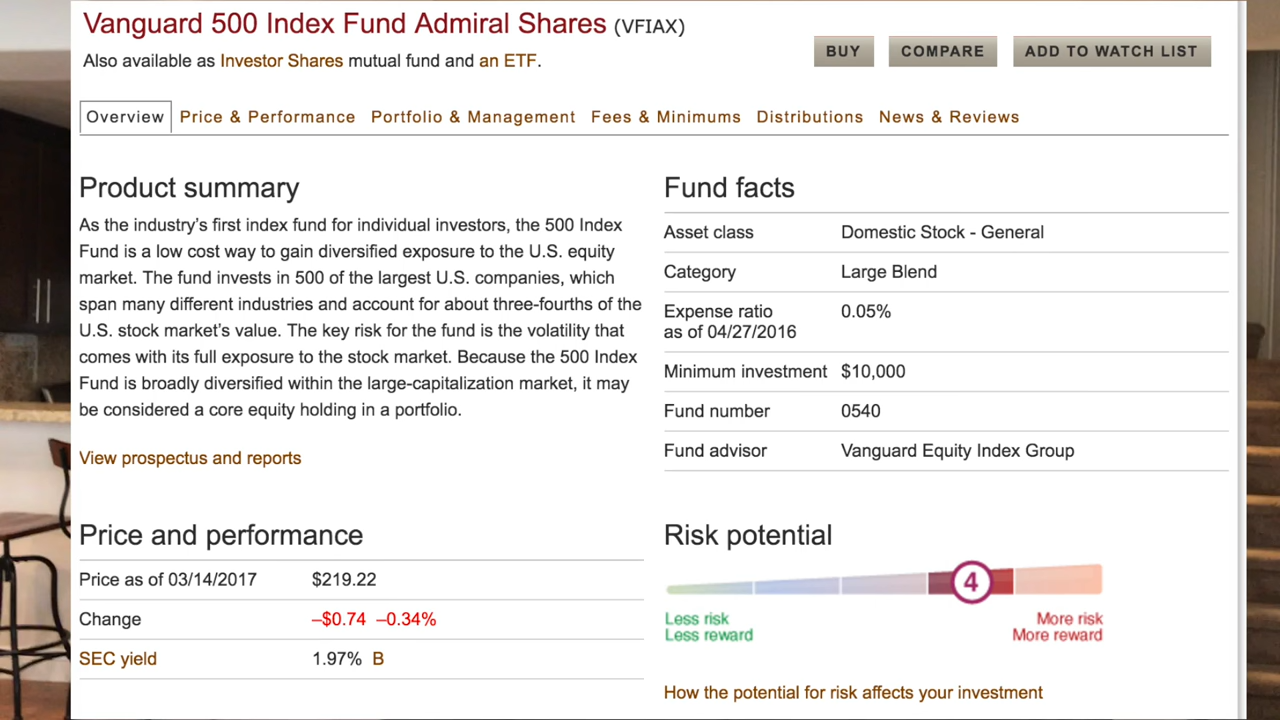 Vanguard 500 Index Fund Admiral Shares (VFIAX)
Also available as Investor Shares mutual fund and an ETF.
BUY COMPARE ADD TO WATCH LIST
Overview Price & Performance Portfolio & Management Fees & Minimums Distributions News & Reviews
Product summary
As the industry's first index fund for individual investors, the 500 Index
Fund is a low cost way to gain diversified exposure to the U.S. equity
market. The fund invests in 500 of the largest U.S. companies, which
span many different industries and account for about three-fourths of the
U.S. stock market's value. The key risk for the fund is the volatility that
comes with its full exposure to the stock market. Because the 500 Index
Fund is broadly diversified within the large-capitalization market, it may
be considered a core equity holding in a portfolio.
View prospectus and reports
Fund facts
Asset class Domestic Stock - General
Category Large Blend
Expense ratio 0.05%
as of 04/27/2016
Minimum investment $10,000
Fund number 0540
Fund advisor Vanguard Equity Index Group
Price and performance
Price as of 03/14/2017 $219.22
Change –$0.74 –0.34%
SEC yield 1.97% B
Risk potential
4
Less risk More risk
Less reward More reward
How the potential for risk affects your investment